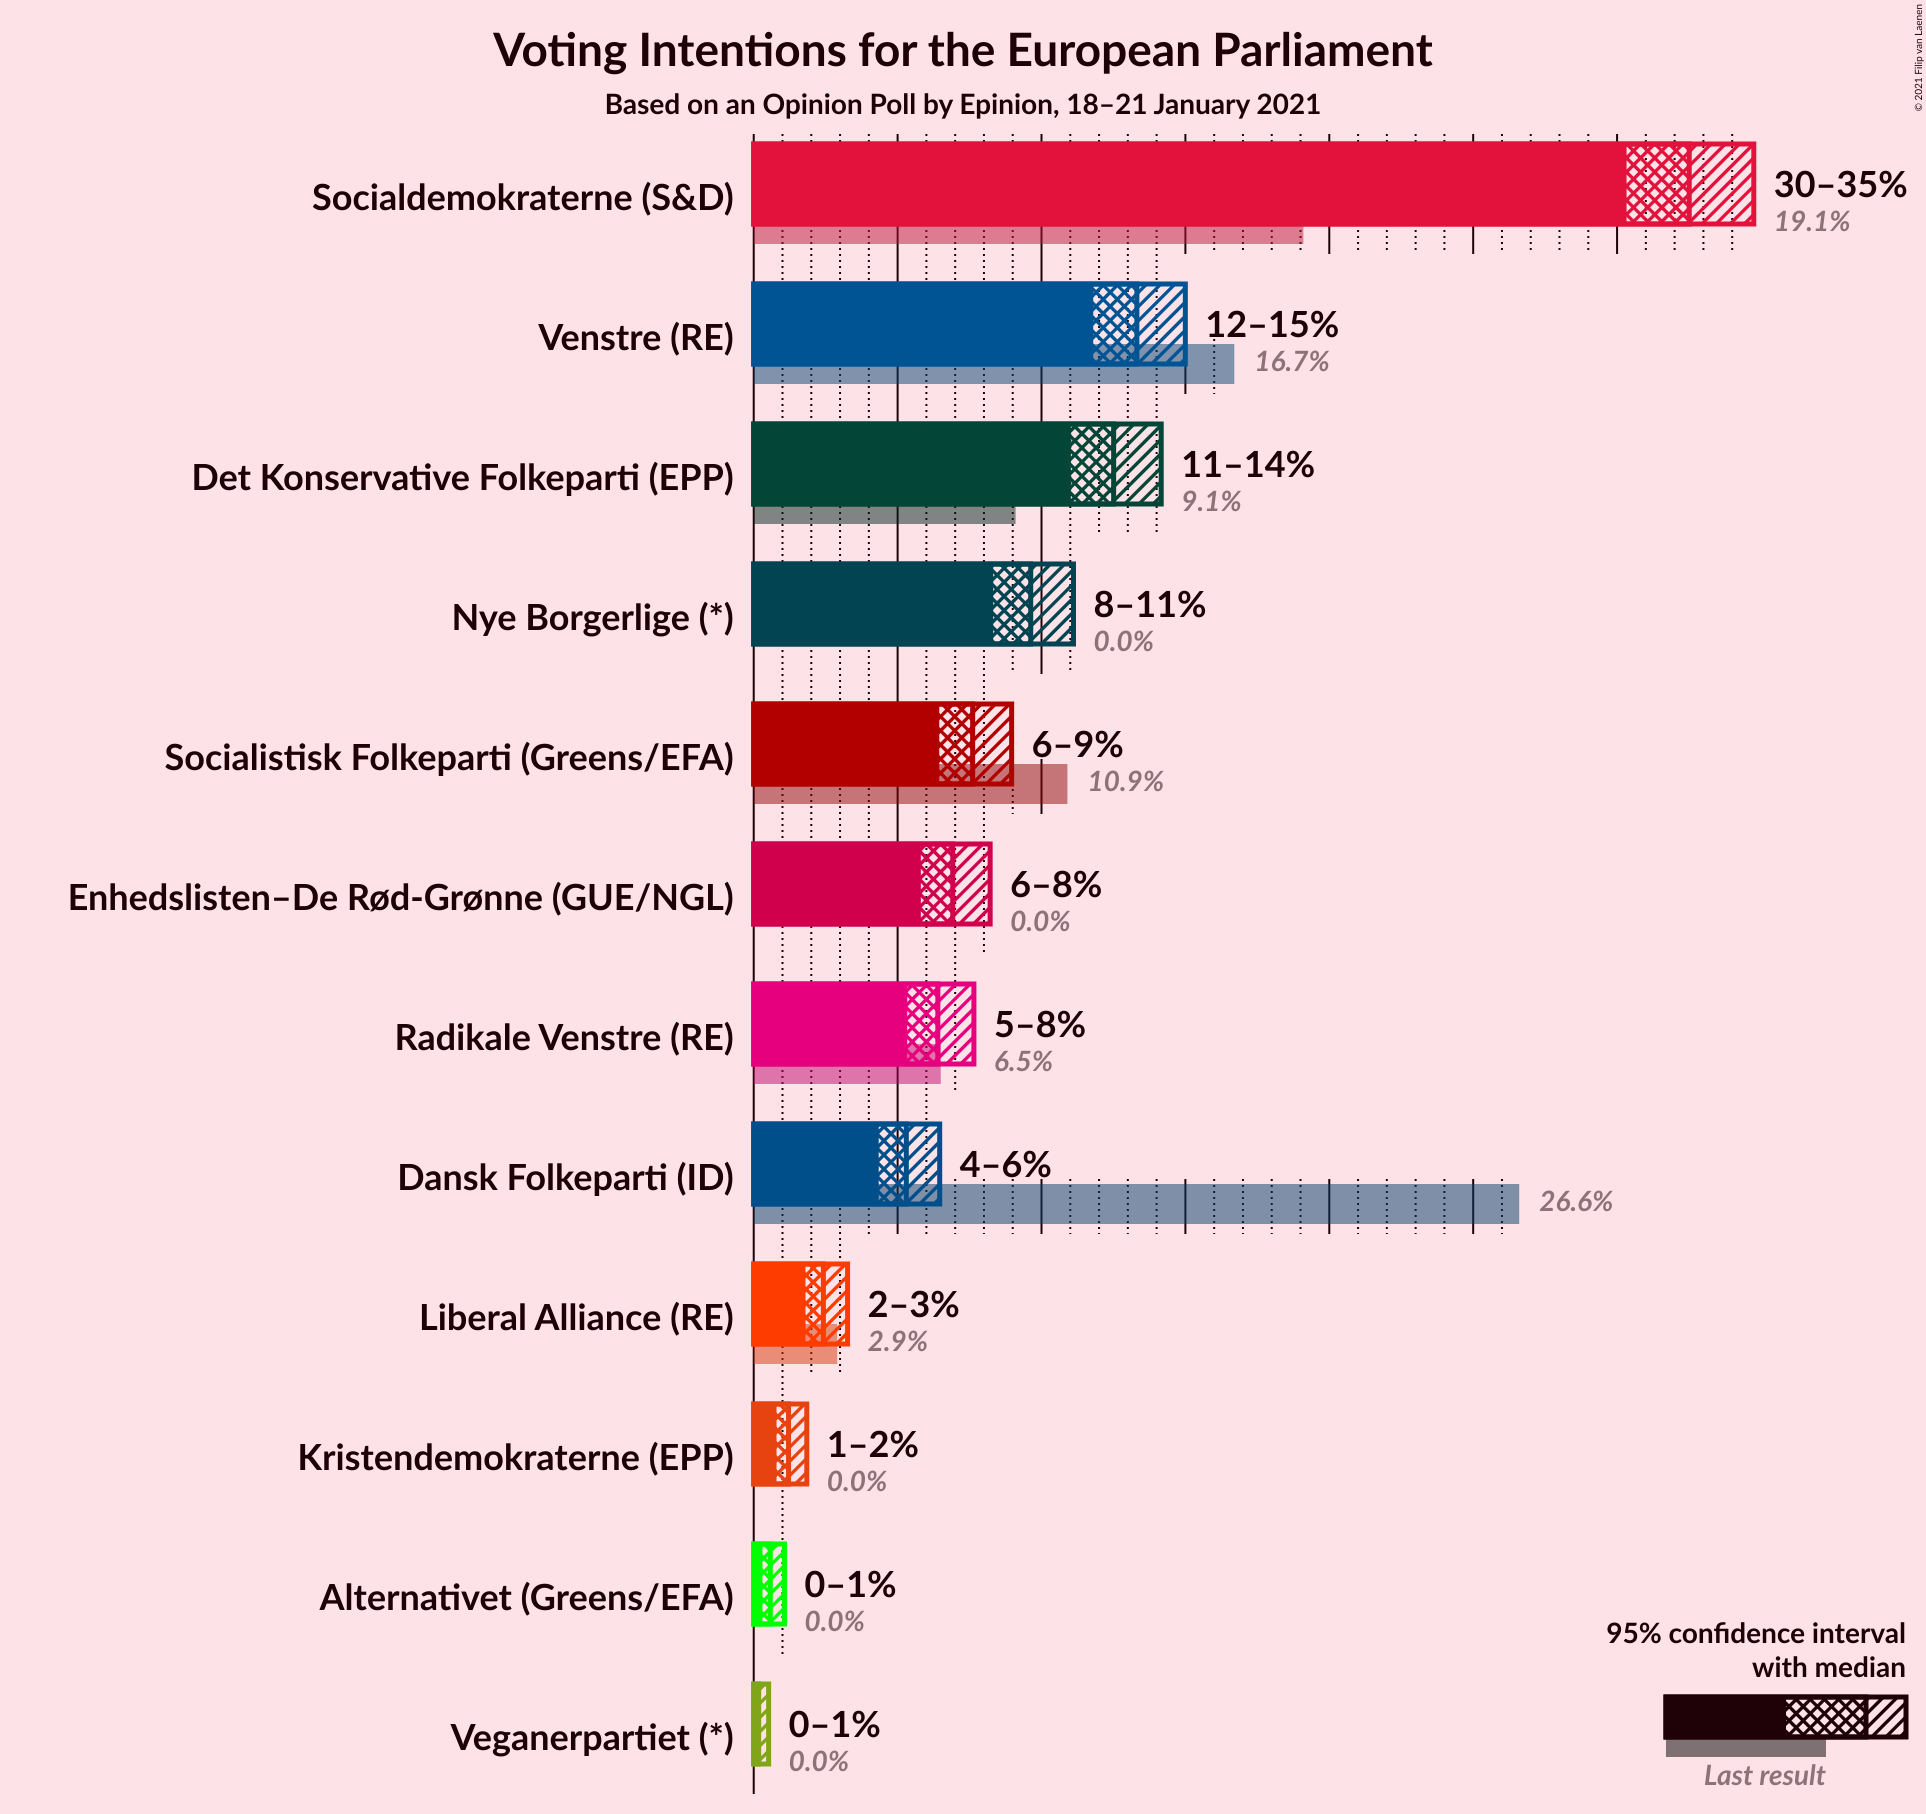 Voting Intentions for the European Parliament
Based on an Opinion Poll by Epinion, 18–21 January 2021
© 2021 Filip van Laenen
Socialdemokraterne (S&D)
30–35%
19.1%
Venstre (RE)
12–15%
16.7%
Det Konservative Folkeparti (EPP)
11–14%
9.1%
Nye Borgerlige (*)
8–11%
0.0%
Socialistisk Folkeparti (Greens/EFA)
6–9%
10.9%
Enhedslisten–De Rød-Grønne (GUE/NGL)
6–8%
0.0%
Radikale Venstre (RE)
5–8%
6.5%
Dansk Folkeparti (ID)
4–6%
26.6%
Liberal Alliance (RE)
2–3%
2.9%
Kristendemokraterne (EPP)
1–2%
0.0%
Alternativet (Greens/EFA)
0–1%
0.0%
Veganerpartiet (*)
0–1%
0.0%
95% confidence interval
with median
Last result